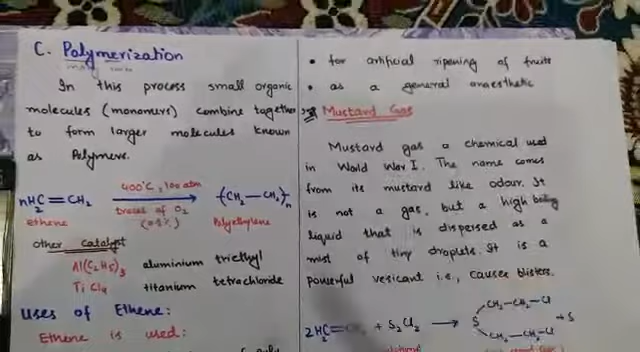 C. Polymerization
In this process small organic
molecules (monomers) combine together
to form larger molecules known
as Polymers.
nH₂C=CH₂ 400°C, 100 atm (CH₂-CH₂)n
ethene traces of O₂ Polyethylene
other catalyst
Al(C₂H₅)₃ aluminium triethyl
TiCl₄ titanium tetrachloride
Uses of Ethene:
Ethene is used:
• for artificial ripening of fruits
• as a general anaesthetic
Mustard Gas
Mustard gas a chemical used
in World War I. The name comes
from its mustard like odour. It
is not a gas, but a high boiling
liquid that is dispersed as a
mist of tiny droplets. It is a
powerful vesicant i.e., causes blisters.
CH₂-CH₂-Cl
2H₂C=CH₂ + S₂Cl₂ → S + S
CH₂-CH₂-Cl